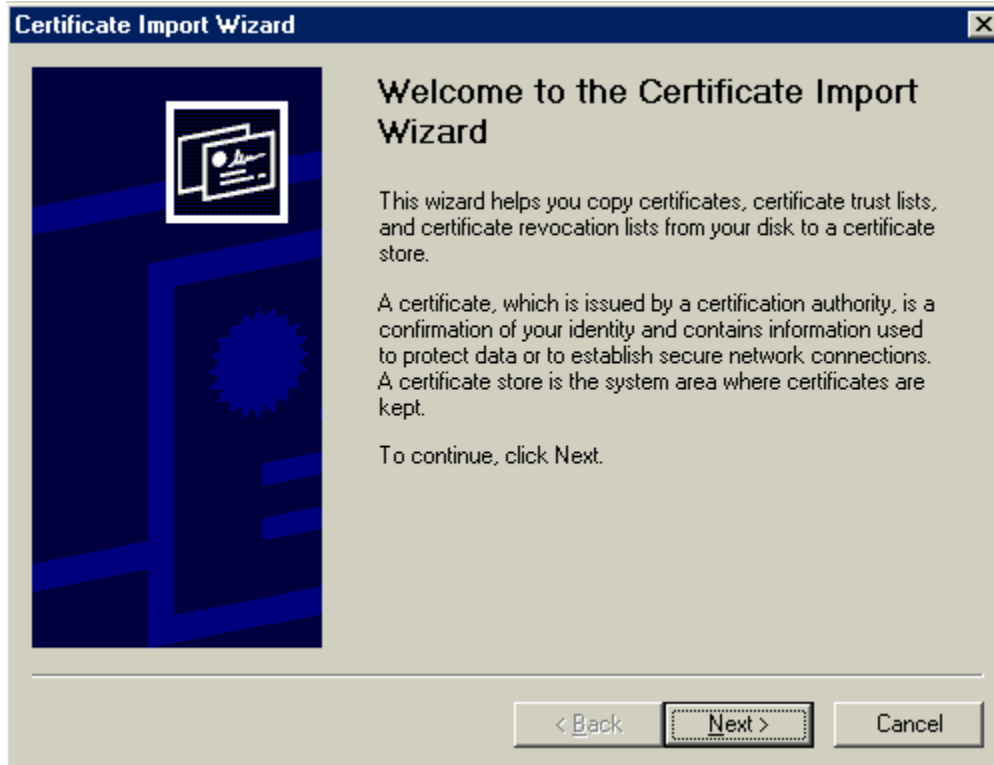 Certificate Import Wizard
Welcome to the Certificate Import
Wizard
This wizard helps you copy certificates, certificate trust lists,
and certificate revocation lists from your disk to a certificate
store.
A certificate, which is issued by a certification authority, is a
confirmation of your identity and contains information used
to protect data or to establish secure network connections.
A certificate store is the system area where certificates are
kept.
To continue, click Next.
< Back
Next >
Cancel